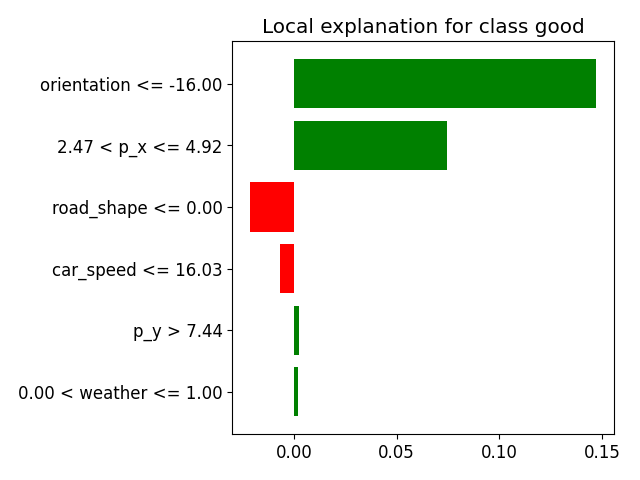 Local explanation for class good
orientation <= -16.00
2.47 < p_x <= 4.92
road_shape <= 0.00
car_speed <= 16.03
p_y > 7.44
0.00 < weather <= 1.00
0.00 0.05 0.10 0.15